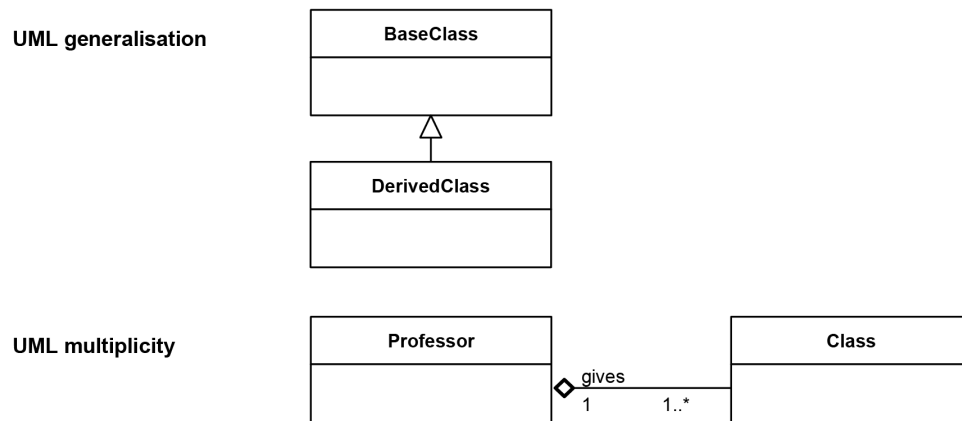 UML generalisation
BaseClass
DerivedClass
UML multiplicity
Professor
Class
gives
1
1..*